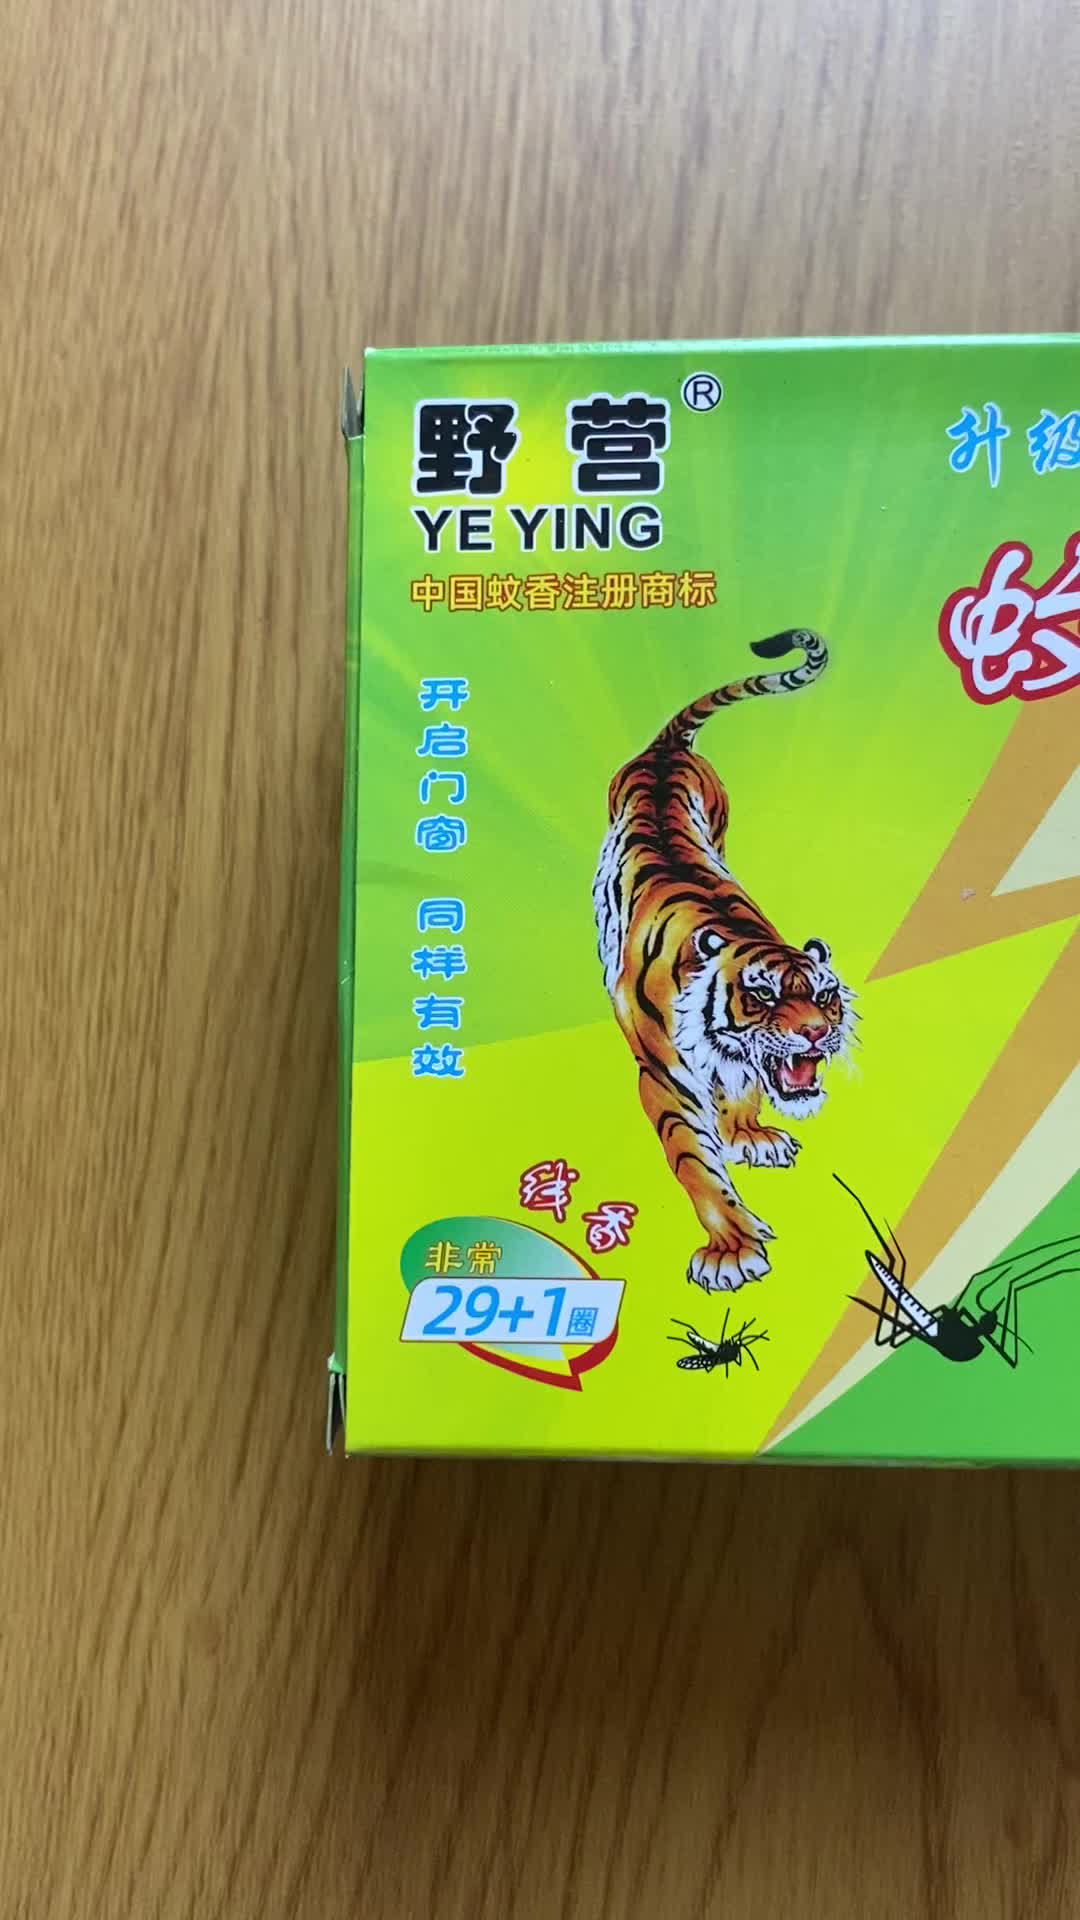 野营®
YE YING
中国蚊香注册商标
升级
蚊
开启门窗 同样有效
线香
非常
29+1圈